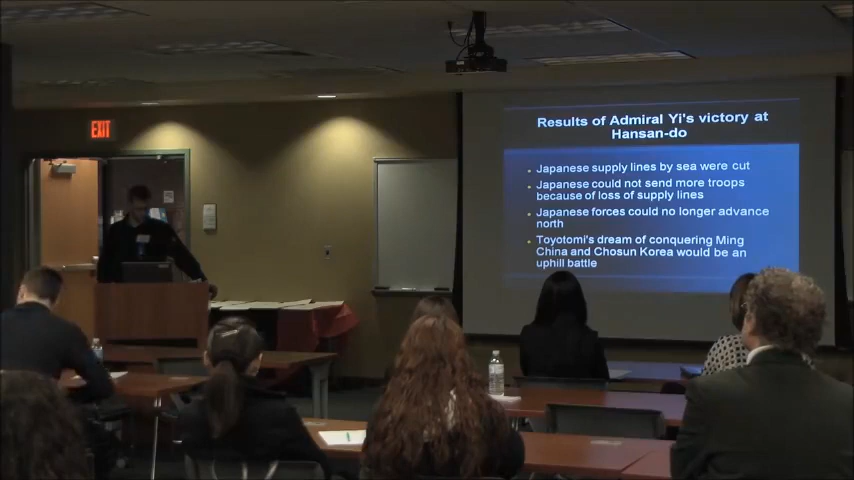 EXIT
Results of Admiral Yi's victory at
Hansan-do
Japanese supply lines by sea were cut
Japanese could not send more troops
because of loss of supply lines
Japanese forces could no longer advance
north
Toyotomi's dream of conquering Ming
China and Chosun Korea would be an
uphill battle